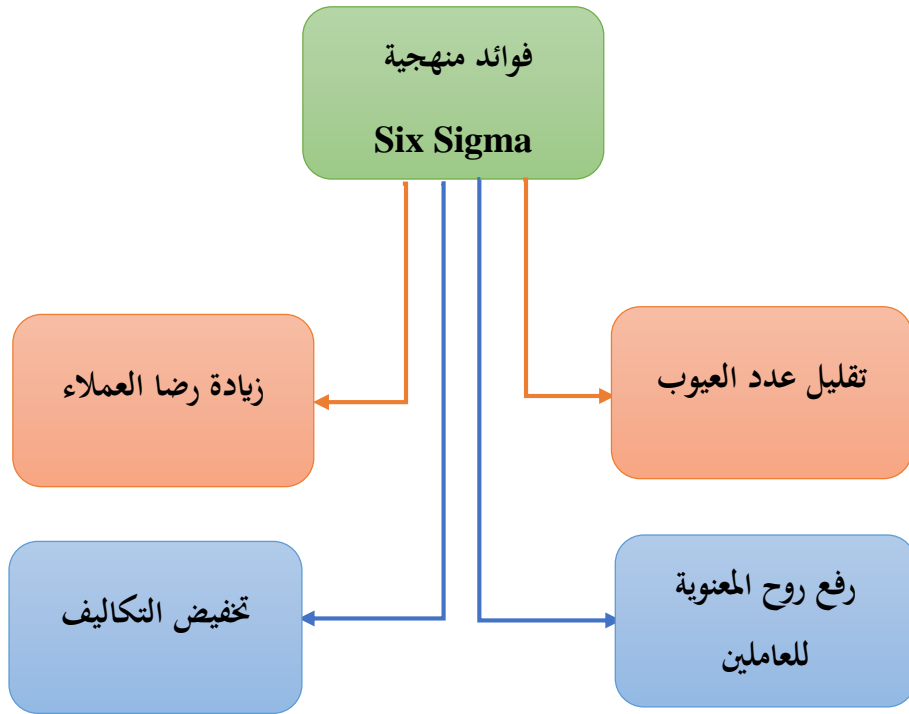 فوائد منهجية
Six Sigma
تقليل عدد العيوب
زيادة رضا العملاء
رفع روح المعنوية
للعاملين
تخفيض التكاليف